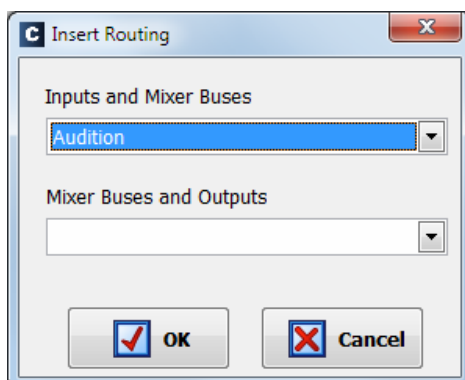 C Insert Routing
Inputs and Mixer Buses
Audition
Mixer Buses and Outputs
OK Cancel